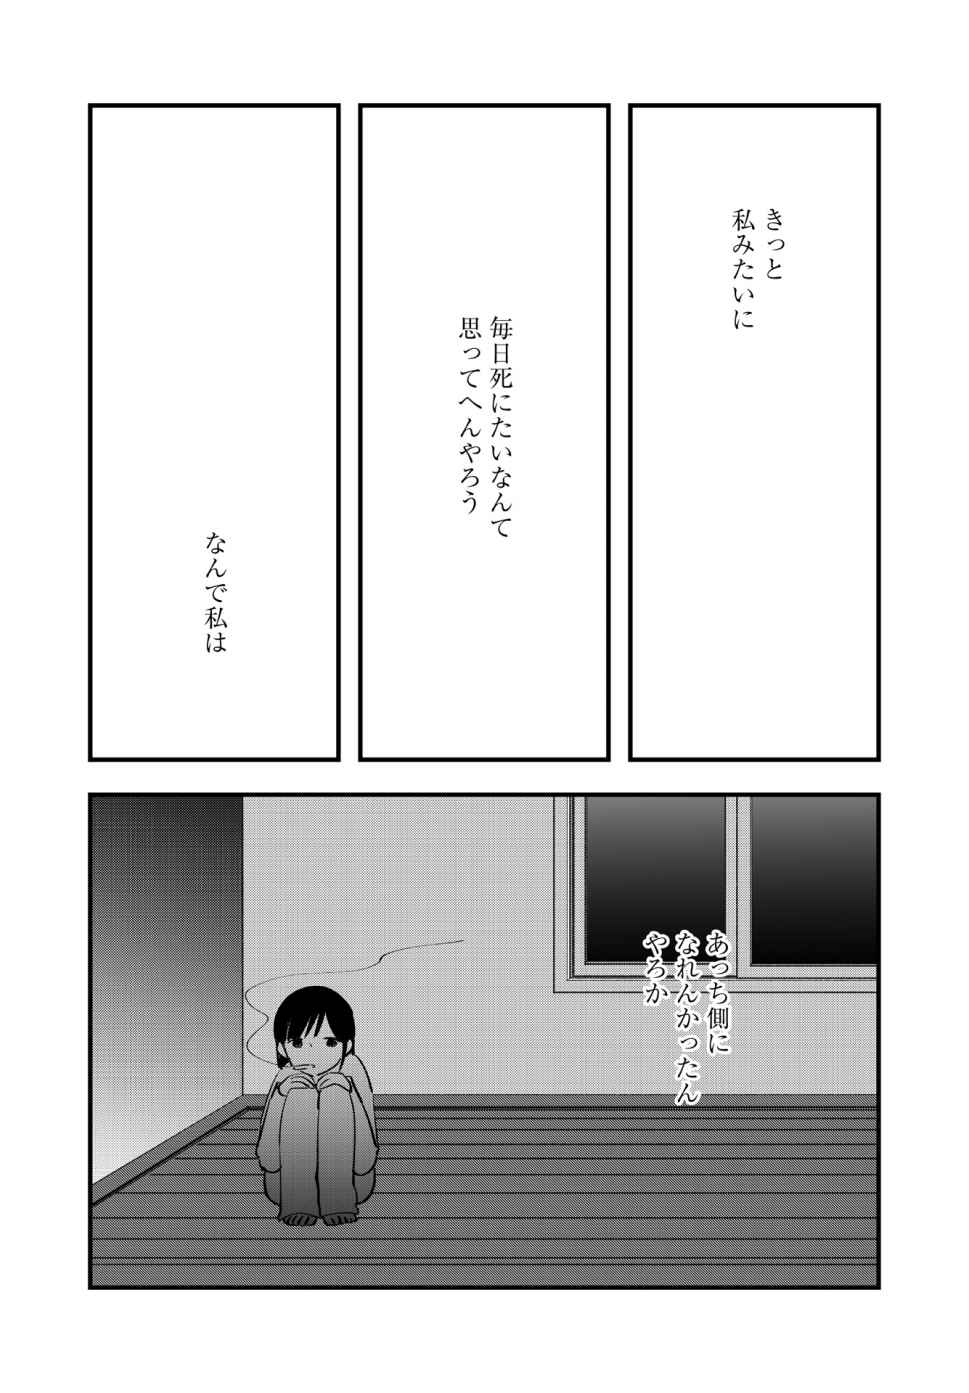 きっと
私みたいに
毎日死にたいなんて
思ってへんやろう
なんで私は
あっち側に
なれんかったん
やろか